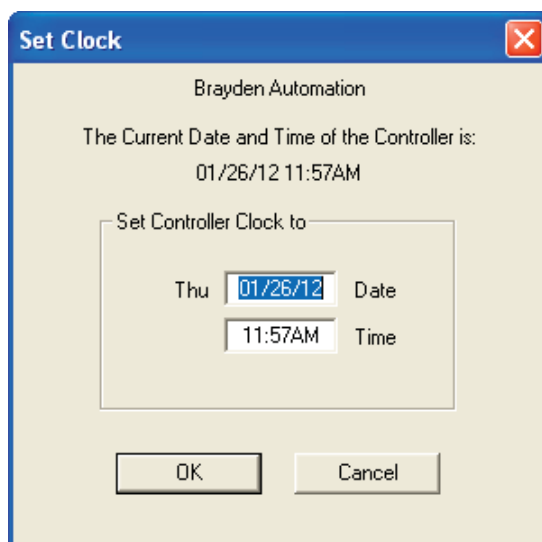 Set Clock
Brayden Automation
The Current Date and Time of the Controller is:
01/26/12 11:57AM
Set Controller Clock to
Thu 01/26/12 Date
11:57AM Time
OK Cancel